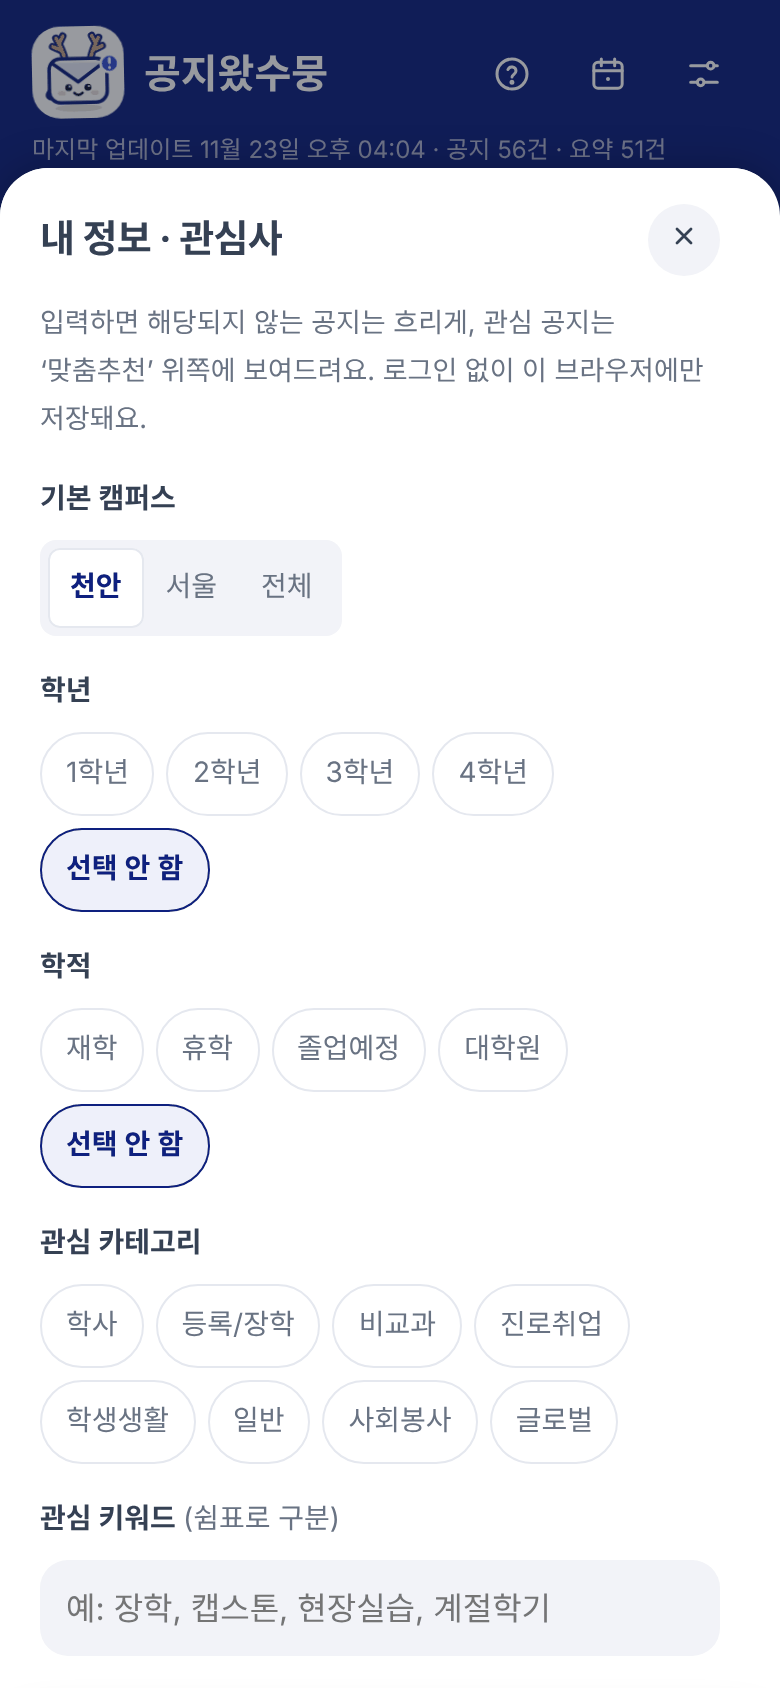 공지왔수뭉
마지막 업데이트 11월 23일 오후 04:04 · 공지 56건 · 요약 51건
내 정보 · 관심사
입력하면 해당되지 않는 공지는 흐리게, 관심 공지는
‘맞춤추천’ 위쪽에 보여드려요. 로그인 없이 이 브라우저에만
저장돼요.
기본 캠퍼스
천안 서울 전체
학년
1학년 2학년 3학년 4학년
선택 안 함
학적
재학 휴학 졸업예정 대학원
선택 안 함
관심 카테고리
학사 등록/장학 비교과 진로취업
학생생활 일반 사회봉사 글로벌
관심 키워드 (쉼표로 구분)
예: 장학, 캡스톤, 현장실습, 계절학기